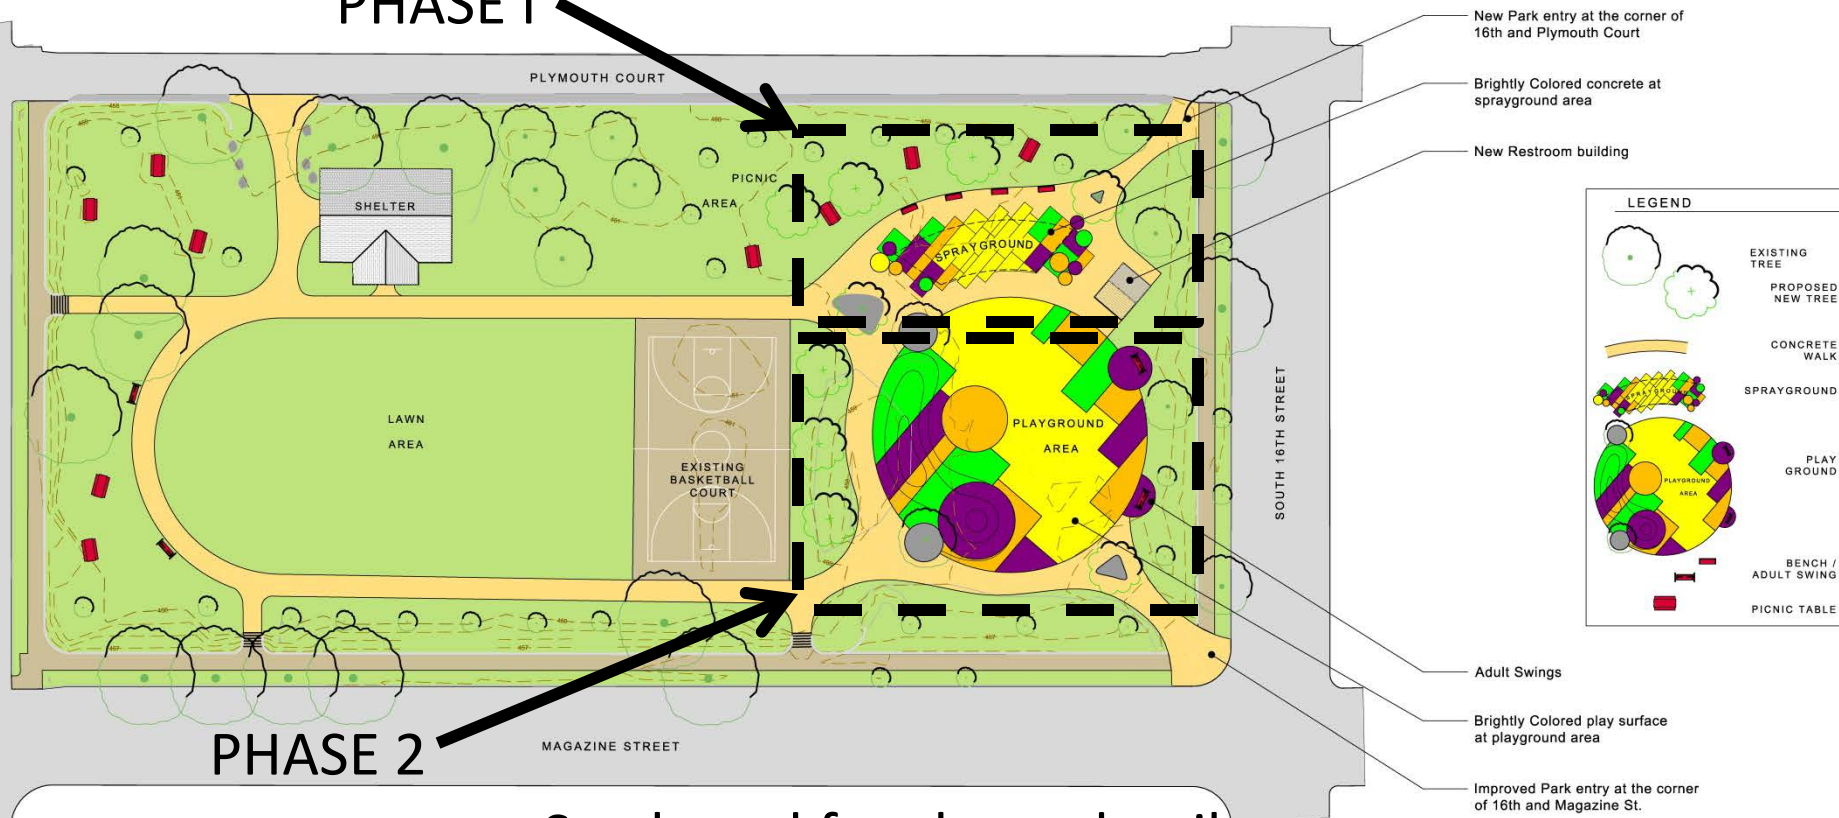 PHASE 1
New Park entry at the corner of
16th and Plymouth Court
PLYMOUTH COURT
Brightly Colored concrete at
sprayground area
New Restroom building
PICNIC
AREA
SHELTER
SPRAYGROUND
LEGEND
EXISTING
TREE
PROPOSED
NEW TREE
CONCRETE
WALK
SPRAYGROUND
PLAY
GROUND
PLAYGROUND
AREA
BENCH /
ADULT SWING
PICNIC TABLE
LAWN
AREA
EXISTING
BASKETBALL
COURT
PLAYGROUND
AREA
SOUTH 16TH STREET
Adult Swings
Brightly Colored play surface
at playground area
PHASE 2
MAGAZINE STREET
Improved Park entry at the corner
of 16th and Magazine St.